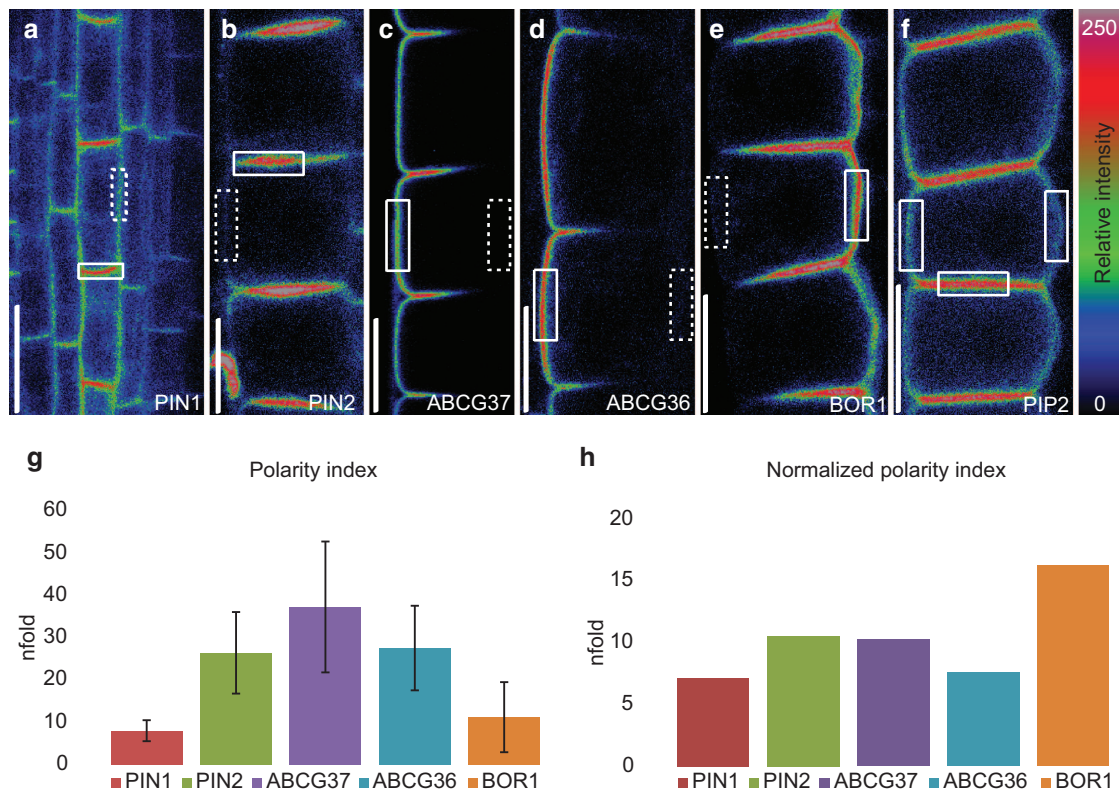 a b c d e f
250
Relative intensity
0
PIN1 PIN2 ABCG37 ABCG36 BOR1 PIP2
g h
Polarity index
60
50
40
30
20
10
0
nfold
PIN1 PIN2 ABCG37 ABCG36 BOR1
Normalized polarity index
20
15
10
5
0
nfold
PIN1 PIN2 ABCG37 ABCG36 BOR1